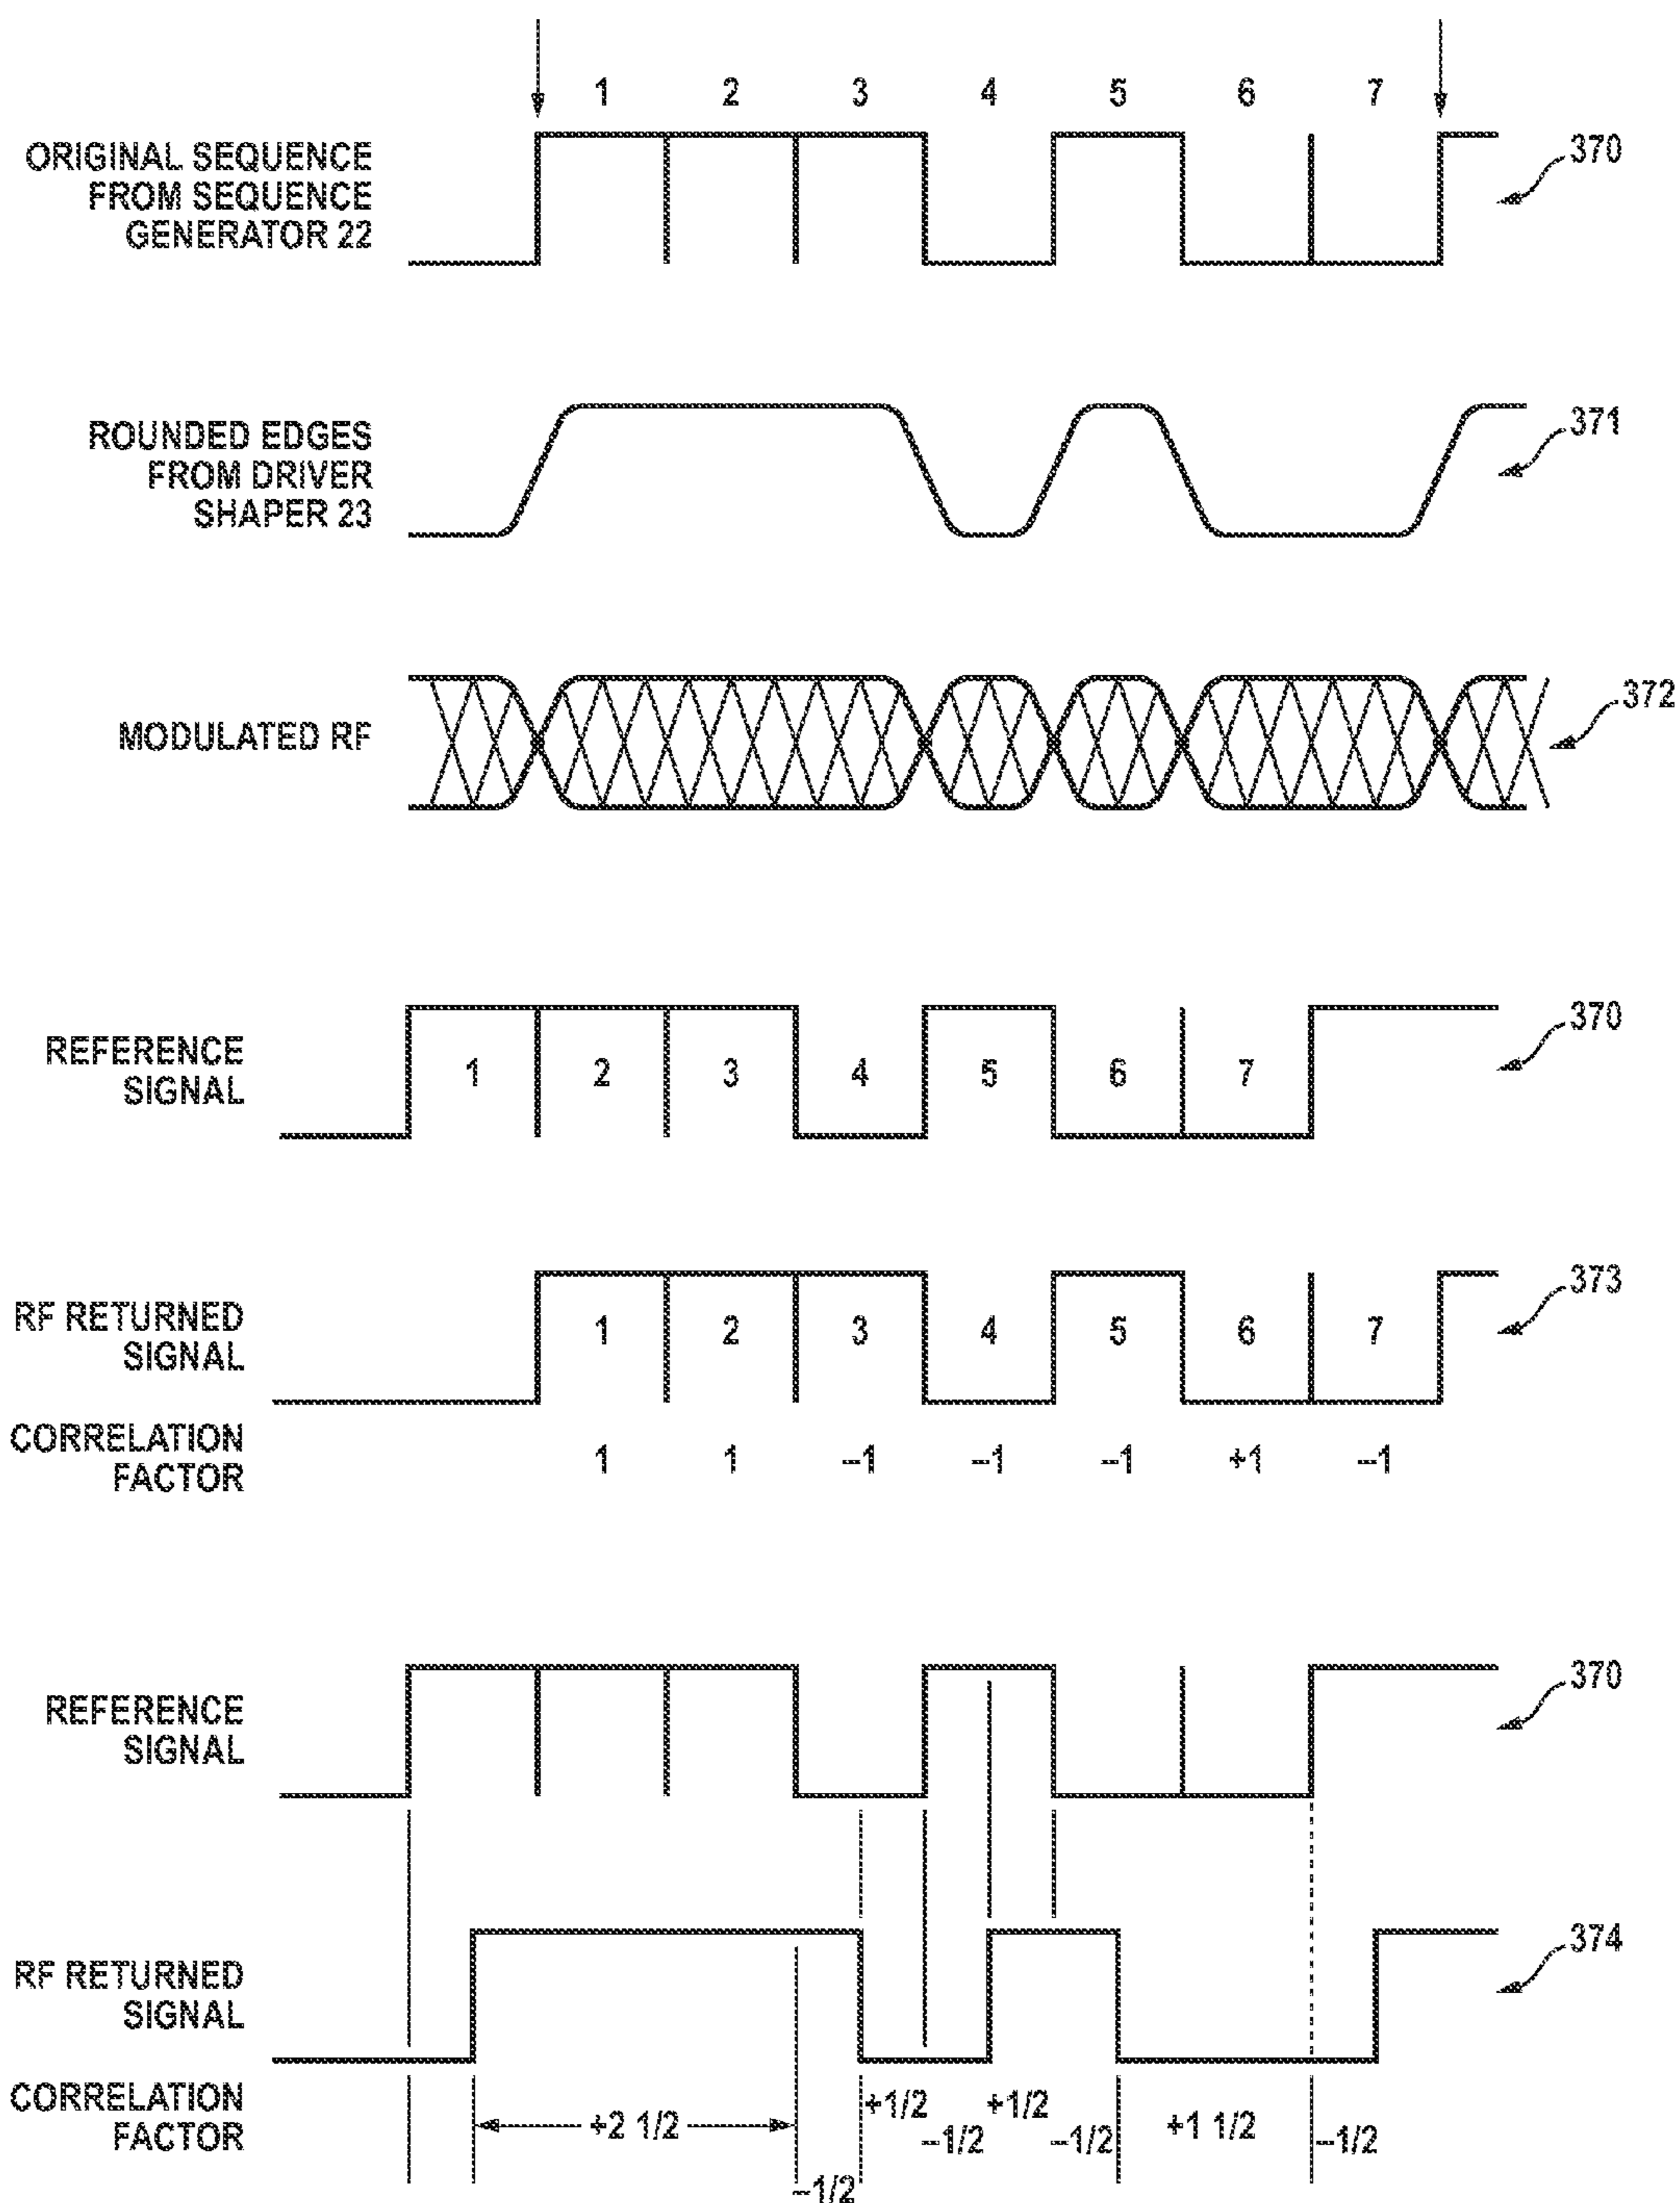 1 2 3 4 5 6 7
ORIGINAL SEQUENCE
FROM SEQUENCE
GENERATOR 22
370
ROUNDED EDGES
FROM DRIVER
SHAPER 23
371
MODULATED RF
372
REFERENCE
SIGNAL
1 2 3 4 5 6 7
370
RF RETURNED
SIGNAL
1 2 3 4 5 6 7
373
CORRELATION
FACTOR
1 1 –1 –1 –1 +1 –1
REFERENCE
SIGNAL
370
RF RETURNED
SIGNAL
374
CORRELATION
FACTOR
+2 1/2 –1/2 +1/2 –1/2 +1/2 –1/2 +1 1/2 –1/2